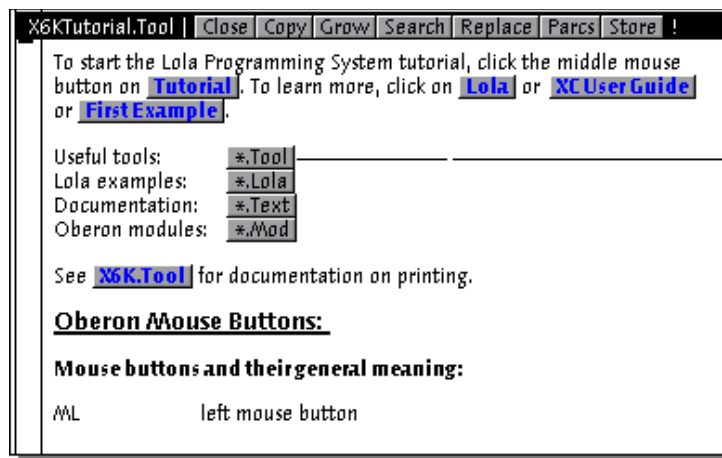 X6KTutorial.Tool | Close Copy Grow Search Replace Parcs Store !
To start the Lola Programming System tutorial, click the middle mouse
button on Tutorial. To learn more, click on Lola or XC User Guide
or First Example.
Useful tools: *.Tool
Lola examples: *.Lola
Documentation: *.Text
Oberon modules: *.Mod
See X6K.Tool for documentation on printing.
Oberon Mouse Buttons:
Mouse buttons and their general meaning:
ML left mouse button